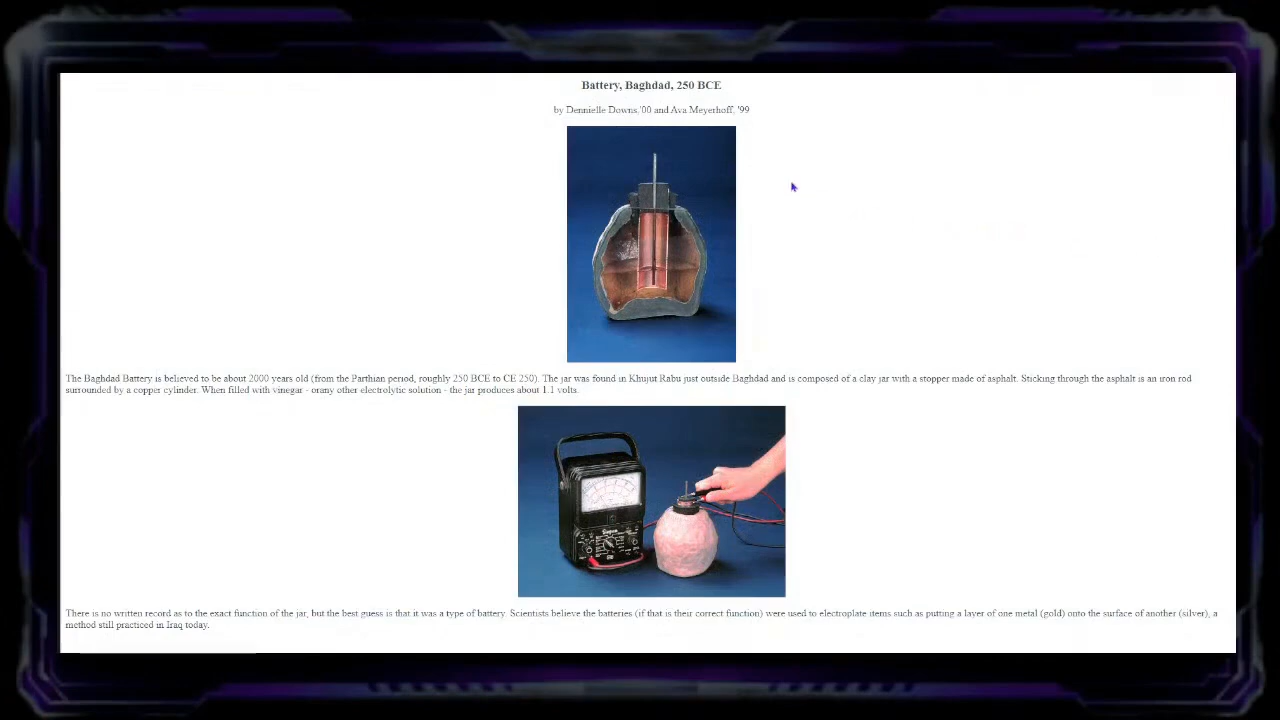 Battery, Baghdad, 250 BCE
by Dennielle Downs,'00 and Ava Meyerhoff, '99
The Baghdad Battery is believed to be about 2000 years old (from the Parthian period, roughly 250 BCE to CE 250). The jar was found in Khujut Rabu just outside Baghdad and is composed of a clay jar with a stopper made of asphalt. Sticking through the asphalt is an iron rod
surrounded by a copper cylinder. When filled with vinegar - orany other electrolytic solution - the jar produces about 1.1 volts.
There is no written record as to the exact function of the jar, but the best guess is that it was a type of battery. Scientists believe the batteries (if that is their correct function) were used to electroplate items such as putting a layer of one metal (gold) onto the surface of another (silver), a
method still practiced in Iraq today.